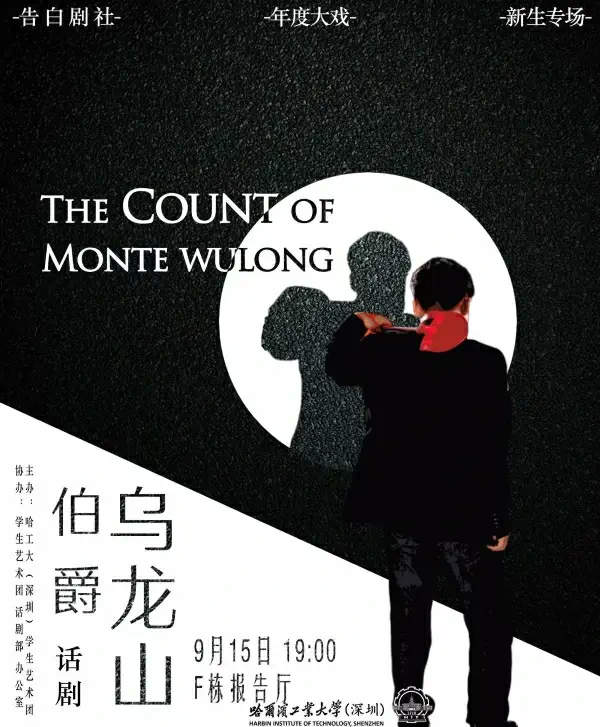 -告白剧社-
-年度大戏-
-新生专场-
THE COUNT OF
MONTE WULONG
乌龙山
伯爵
话剧
主办：哈工大（深圳）学生艺术团
协办：学生艺术团 话剧部 办公室
9月15日 19:00
F栋报告厅
哈爾濱工業大學(深圳)
HARBIN INSTITUTE OF TECHNOLOGY, SHENZHEN